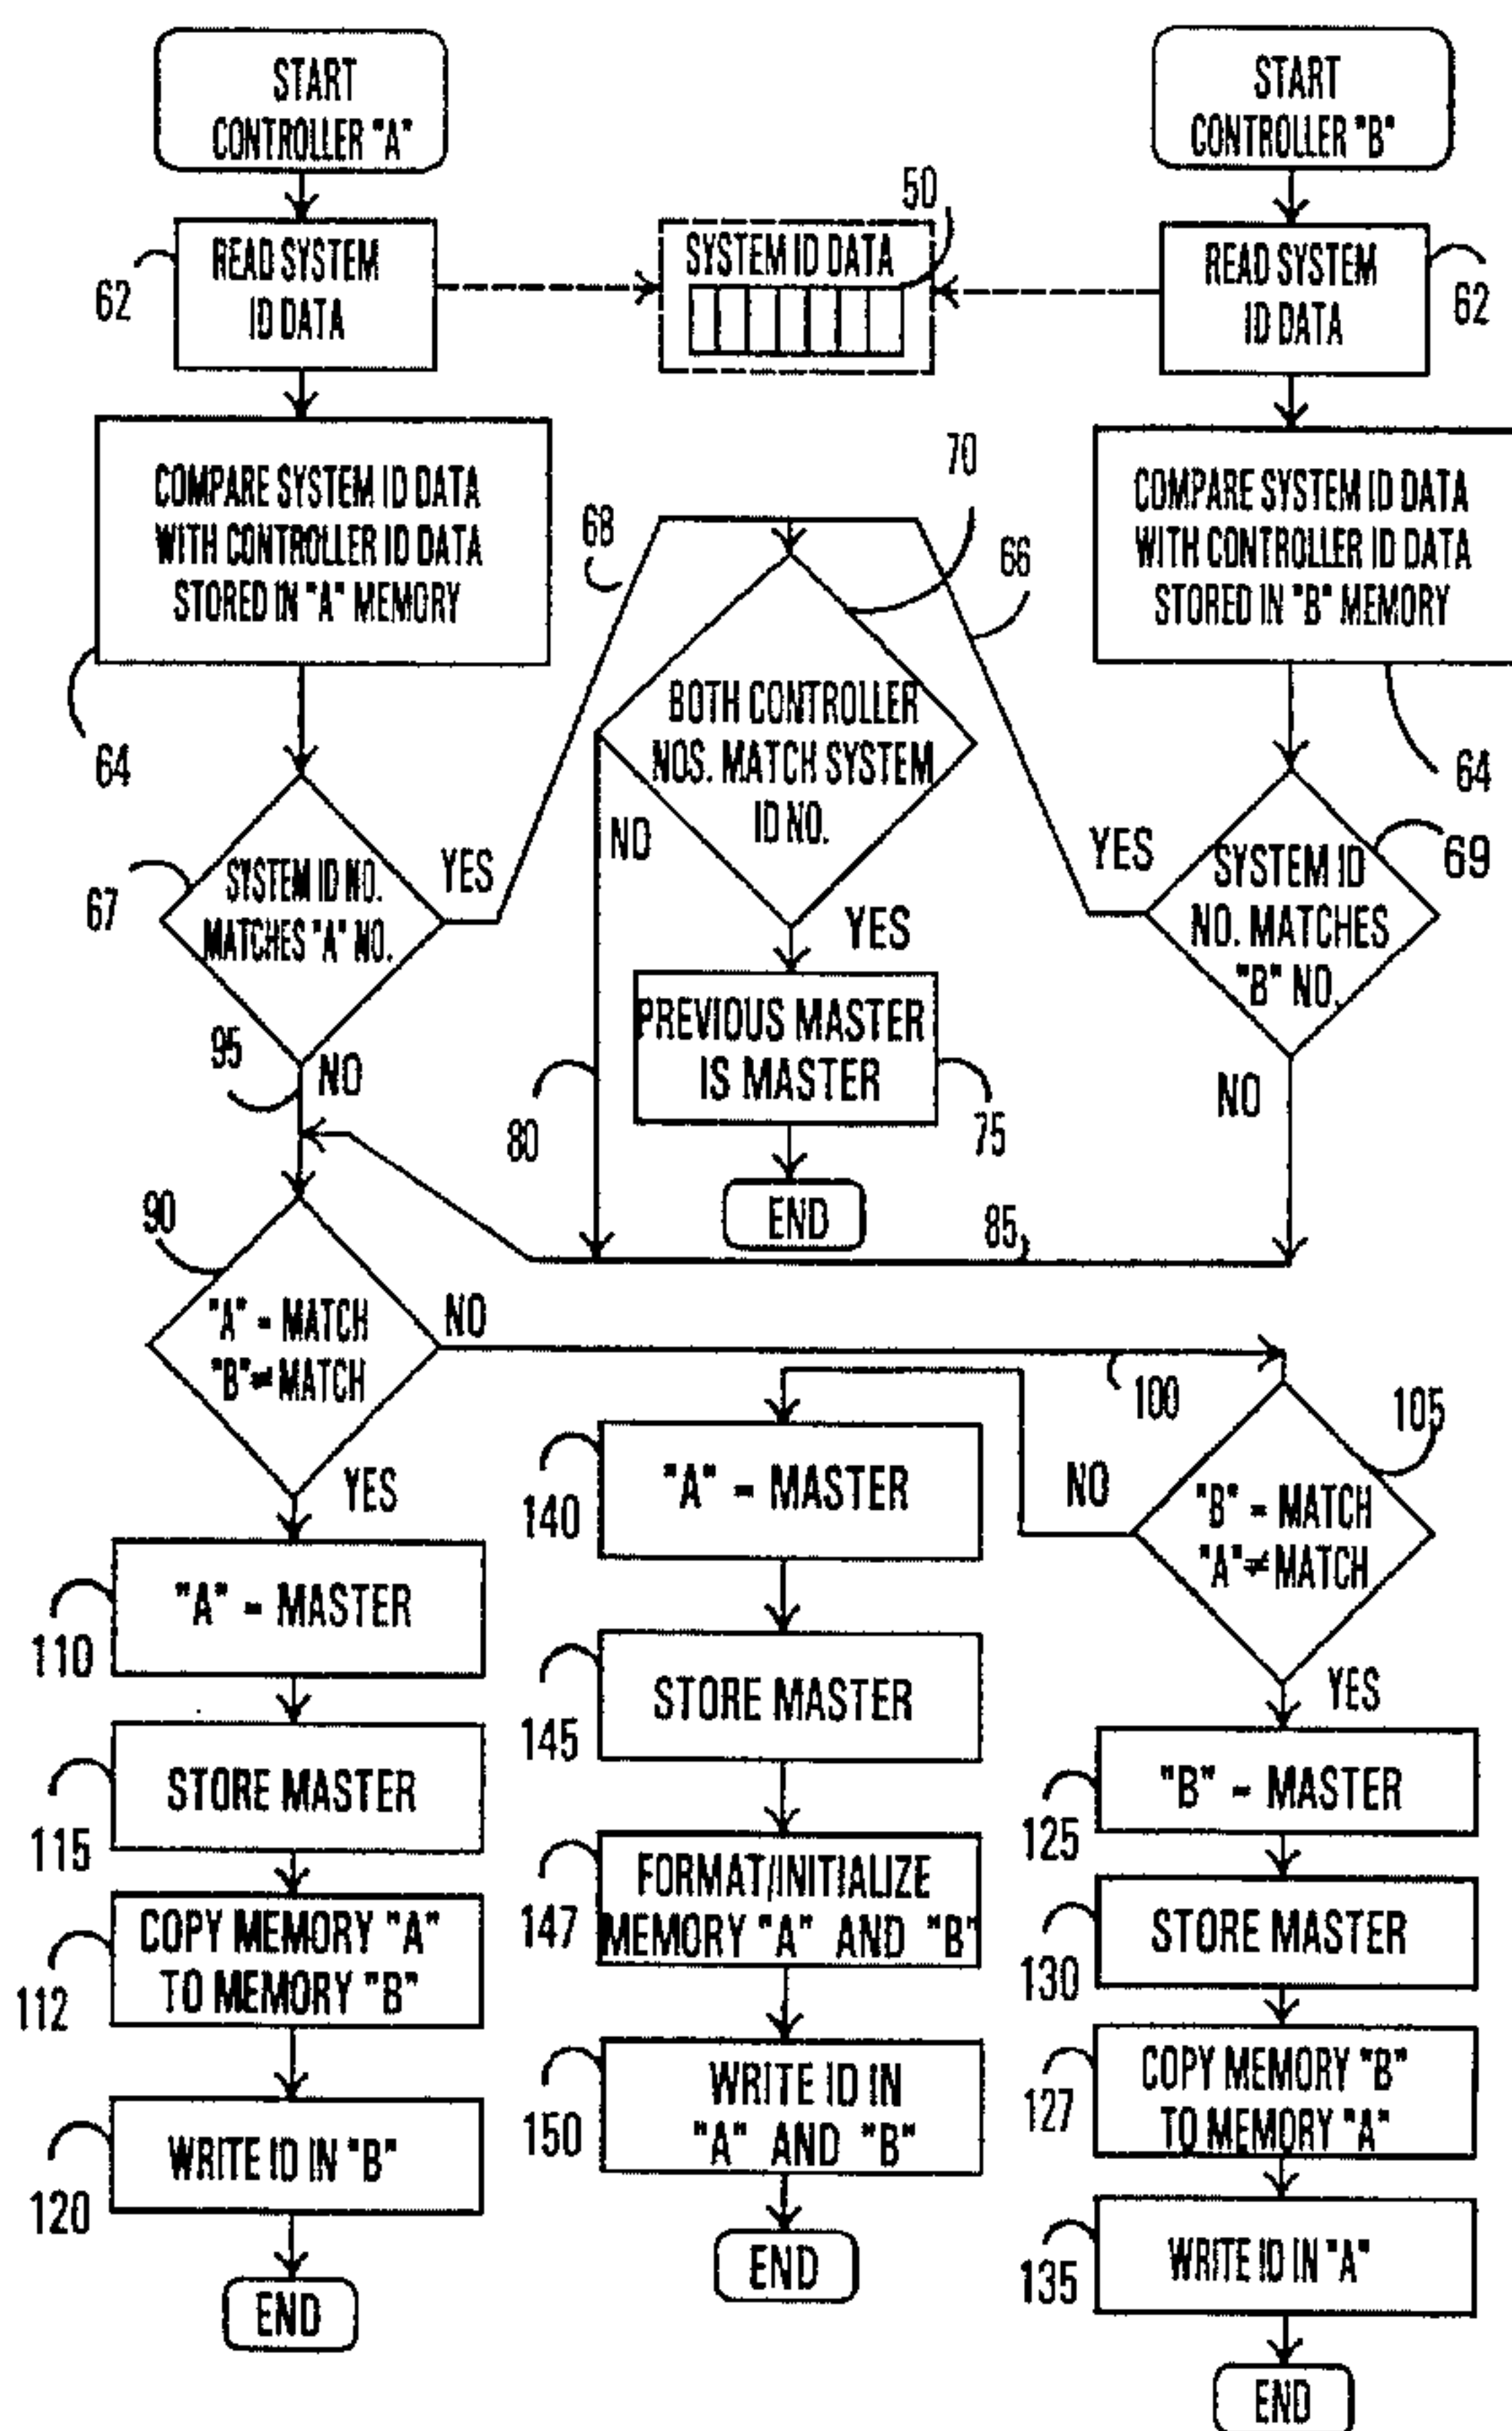 START
CONTROLLER "A"
START
CONTROLLER "B"
50
READ SYSTEM
ID DATA
62
SYSTEM ID DATA
READ SYSTEM
ID DATA
62
COMPARE SYSTEM ID DATA
WITH CONTROLLER ID DATA
STORED IN "A" MEMORY
64
68
70
66
COMPARE SYSTEM ID DATA
WITH CONTROLLER ID DATA
STORED IN "B" MEMORY
64
BOTH CONTROLLER
NOS. MATCH SYSTEM
ID NO.
NO
YES
SYSTEM ID NO.
MATCHES "A" NO.
67
YES
95
NO
YES
SYSTEM ID
NO. MATCHES
"B" NO.
69
NO
PREVIOUS MASTER
IS MASTER
80
75
END
85
90
"A" = MATCH
"B" ≠ MATCH
NO
100
YES
105
"B" = MATCH
"A" ≠ MATCH
NO
YES
"A" = MASTER
110
STORE MASTER
115
COPY MEMORY "A"
TO MEMORY "B"
112
WRITE ID IN "B"
120
END
"A" = MASTER
140
STORE MASTER
145
FORMAT/INITIALIZE
MEMORY "A" AND "B"
147
WRITE ID IN
"A" AND "B"
150
END
"B" = MASTER
125
STORE MASTER
130
COPY MEMORY "B"
TO MEMORY "A"
127
WRITE ID IN "A"
135
END